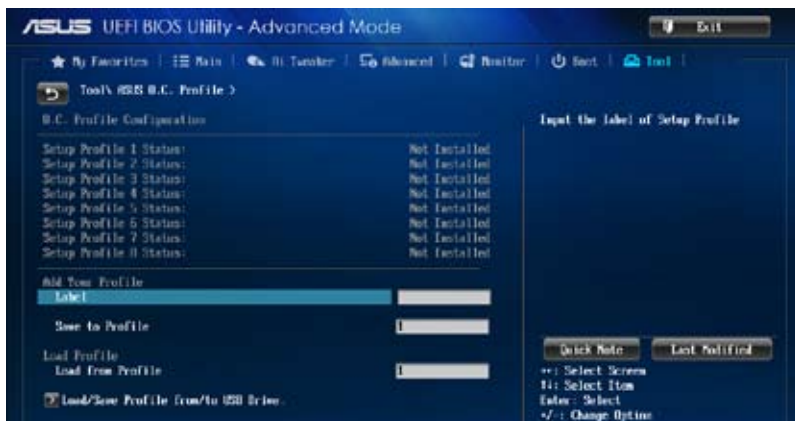 ASUS UEFI BIOS Utility - Advanced Mode
Exit
My Favorites | Main | Ai Tweaker | Advanced | Monitor | Boot | Tool
Tool\ ASUS O.C. Profile >
O.C. Profile Configuration
Input the label of Setup Profile
Setup Profile 1 Status: Not Installed
Setup Profile 2 Status: Not Installed
Setup Profile 3 Status: Not Installed
Setup Profile 4 Status: Not Installed
Setup Profile 5 Status: Not Installed
Setup Profile 6 Status: Not Installed
Setup Profile 7 Status: Not Installed
Setup Profile 8 Status: Not Installed
Add Your Profile
Label
Save to Profile 1
Load Profile
Load from Profile 1
> Load/Save Profile from/to USB Drive.
Quick Note
Last Modified
↔: Select Screen
↑↓: Select Item
Enter: Select
+/-: Change Option